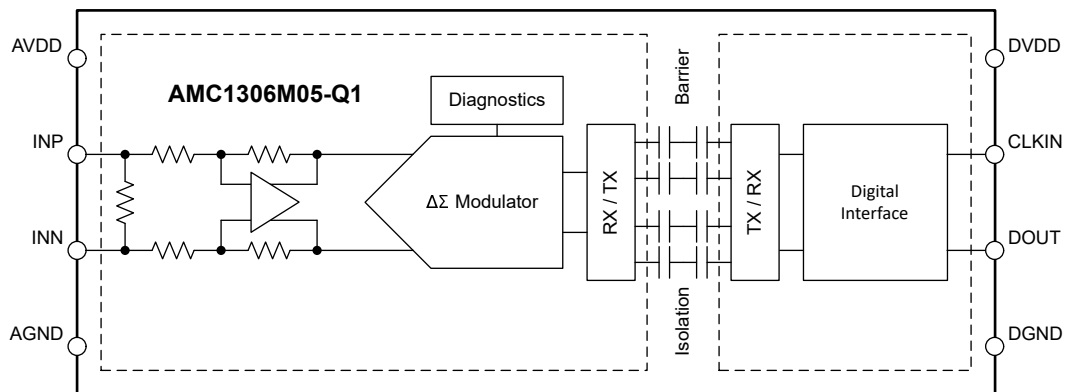 AVDD
DVDD
AMC1306M05-Q1
Diagnostics
Barrier
INP
CLKIN
ΔΣ Modulator
RX / TX
TX / RX
Digital
Interface
INN
DOUT
Isolation
AGND
DGND